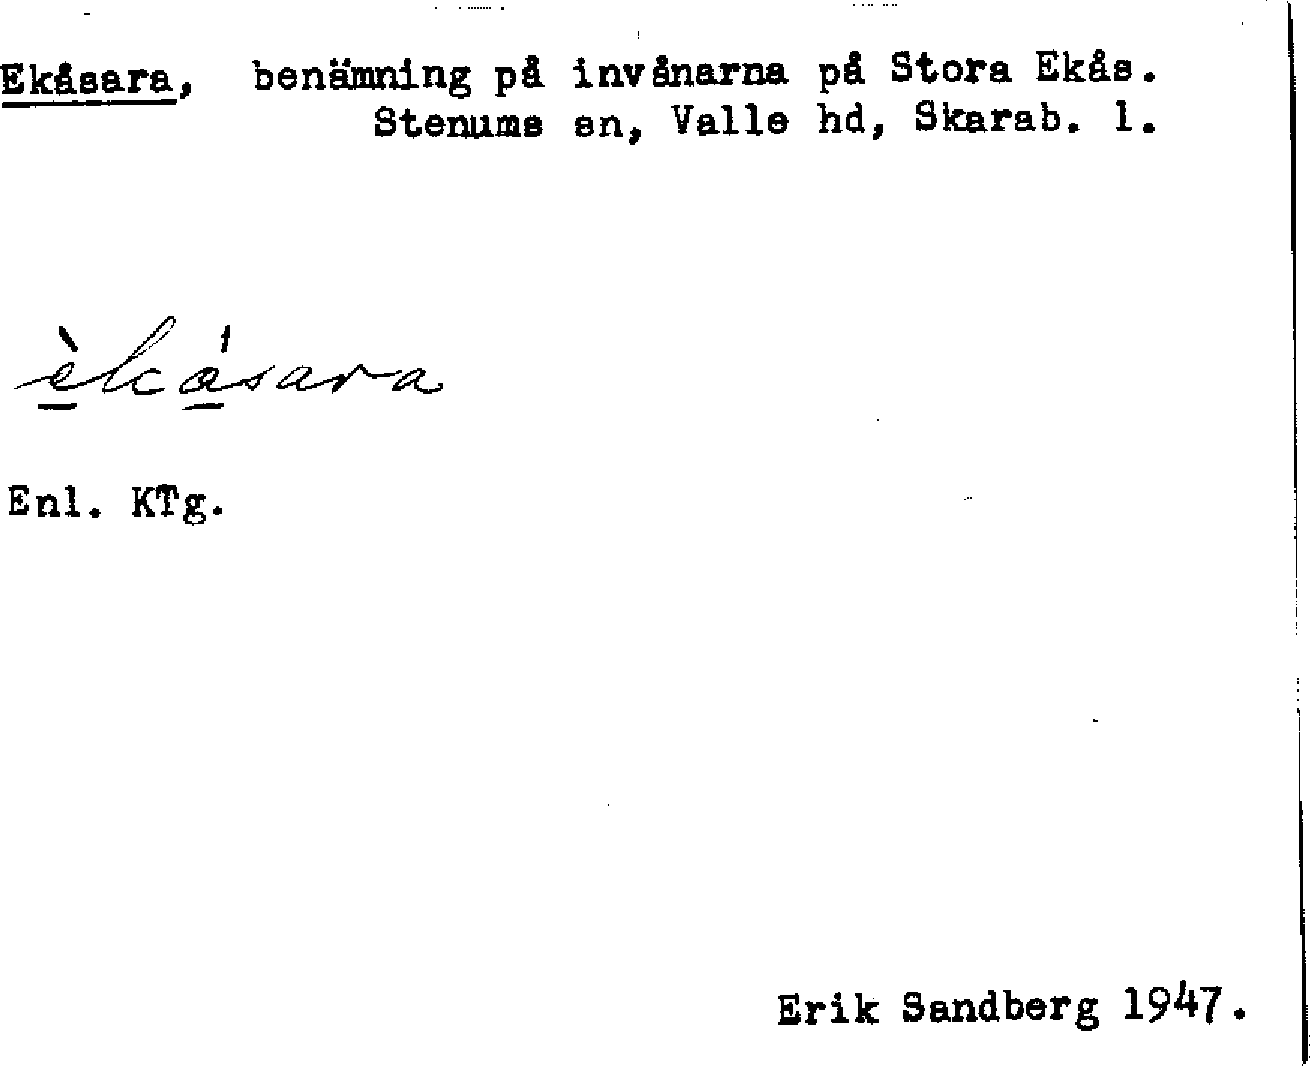 Ekåsara, benämning på invånarna på Stora Ekås.
Stenums sn, Valle hd, Skarab. l.
èkåsara
Enl. KTg.
Erik Sandberg 1947.